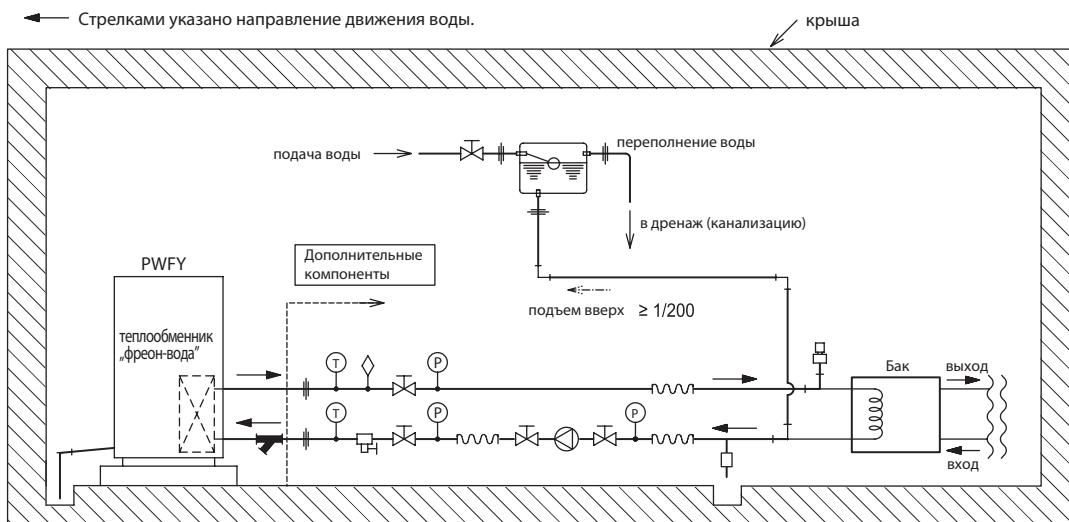 Стрелками указано направление движения воды.
крыша
подача воды
переполнение воды
в дренаж (канализацию)
PWFY
Дополнительные
компоненты
подъем вверх ≥ 1/200
теплообменник
„фреон-вода”
T
P
Бак
выход
T
P
P
вход